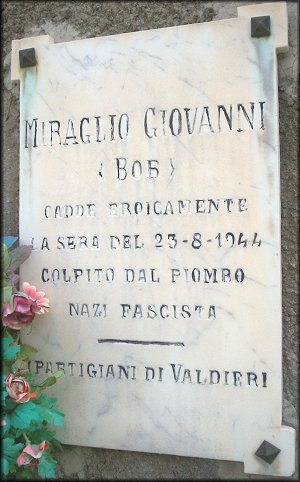 MIRAGLIO GIOVANNI
(BOB)
CADDE EROICAMENTE
LA SERA DEL 23-8-1944
COLPITO DAL PIOMBO
NAZI FASCISTA
I PARTIGIANI DI VALDIERI